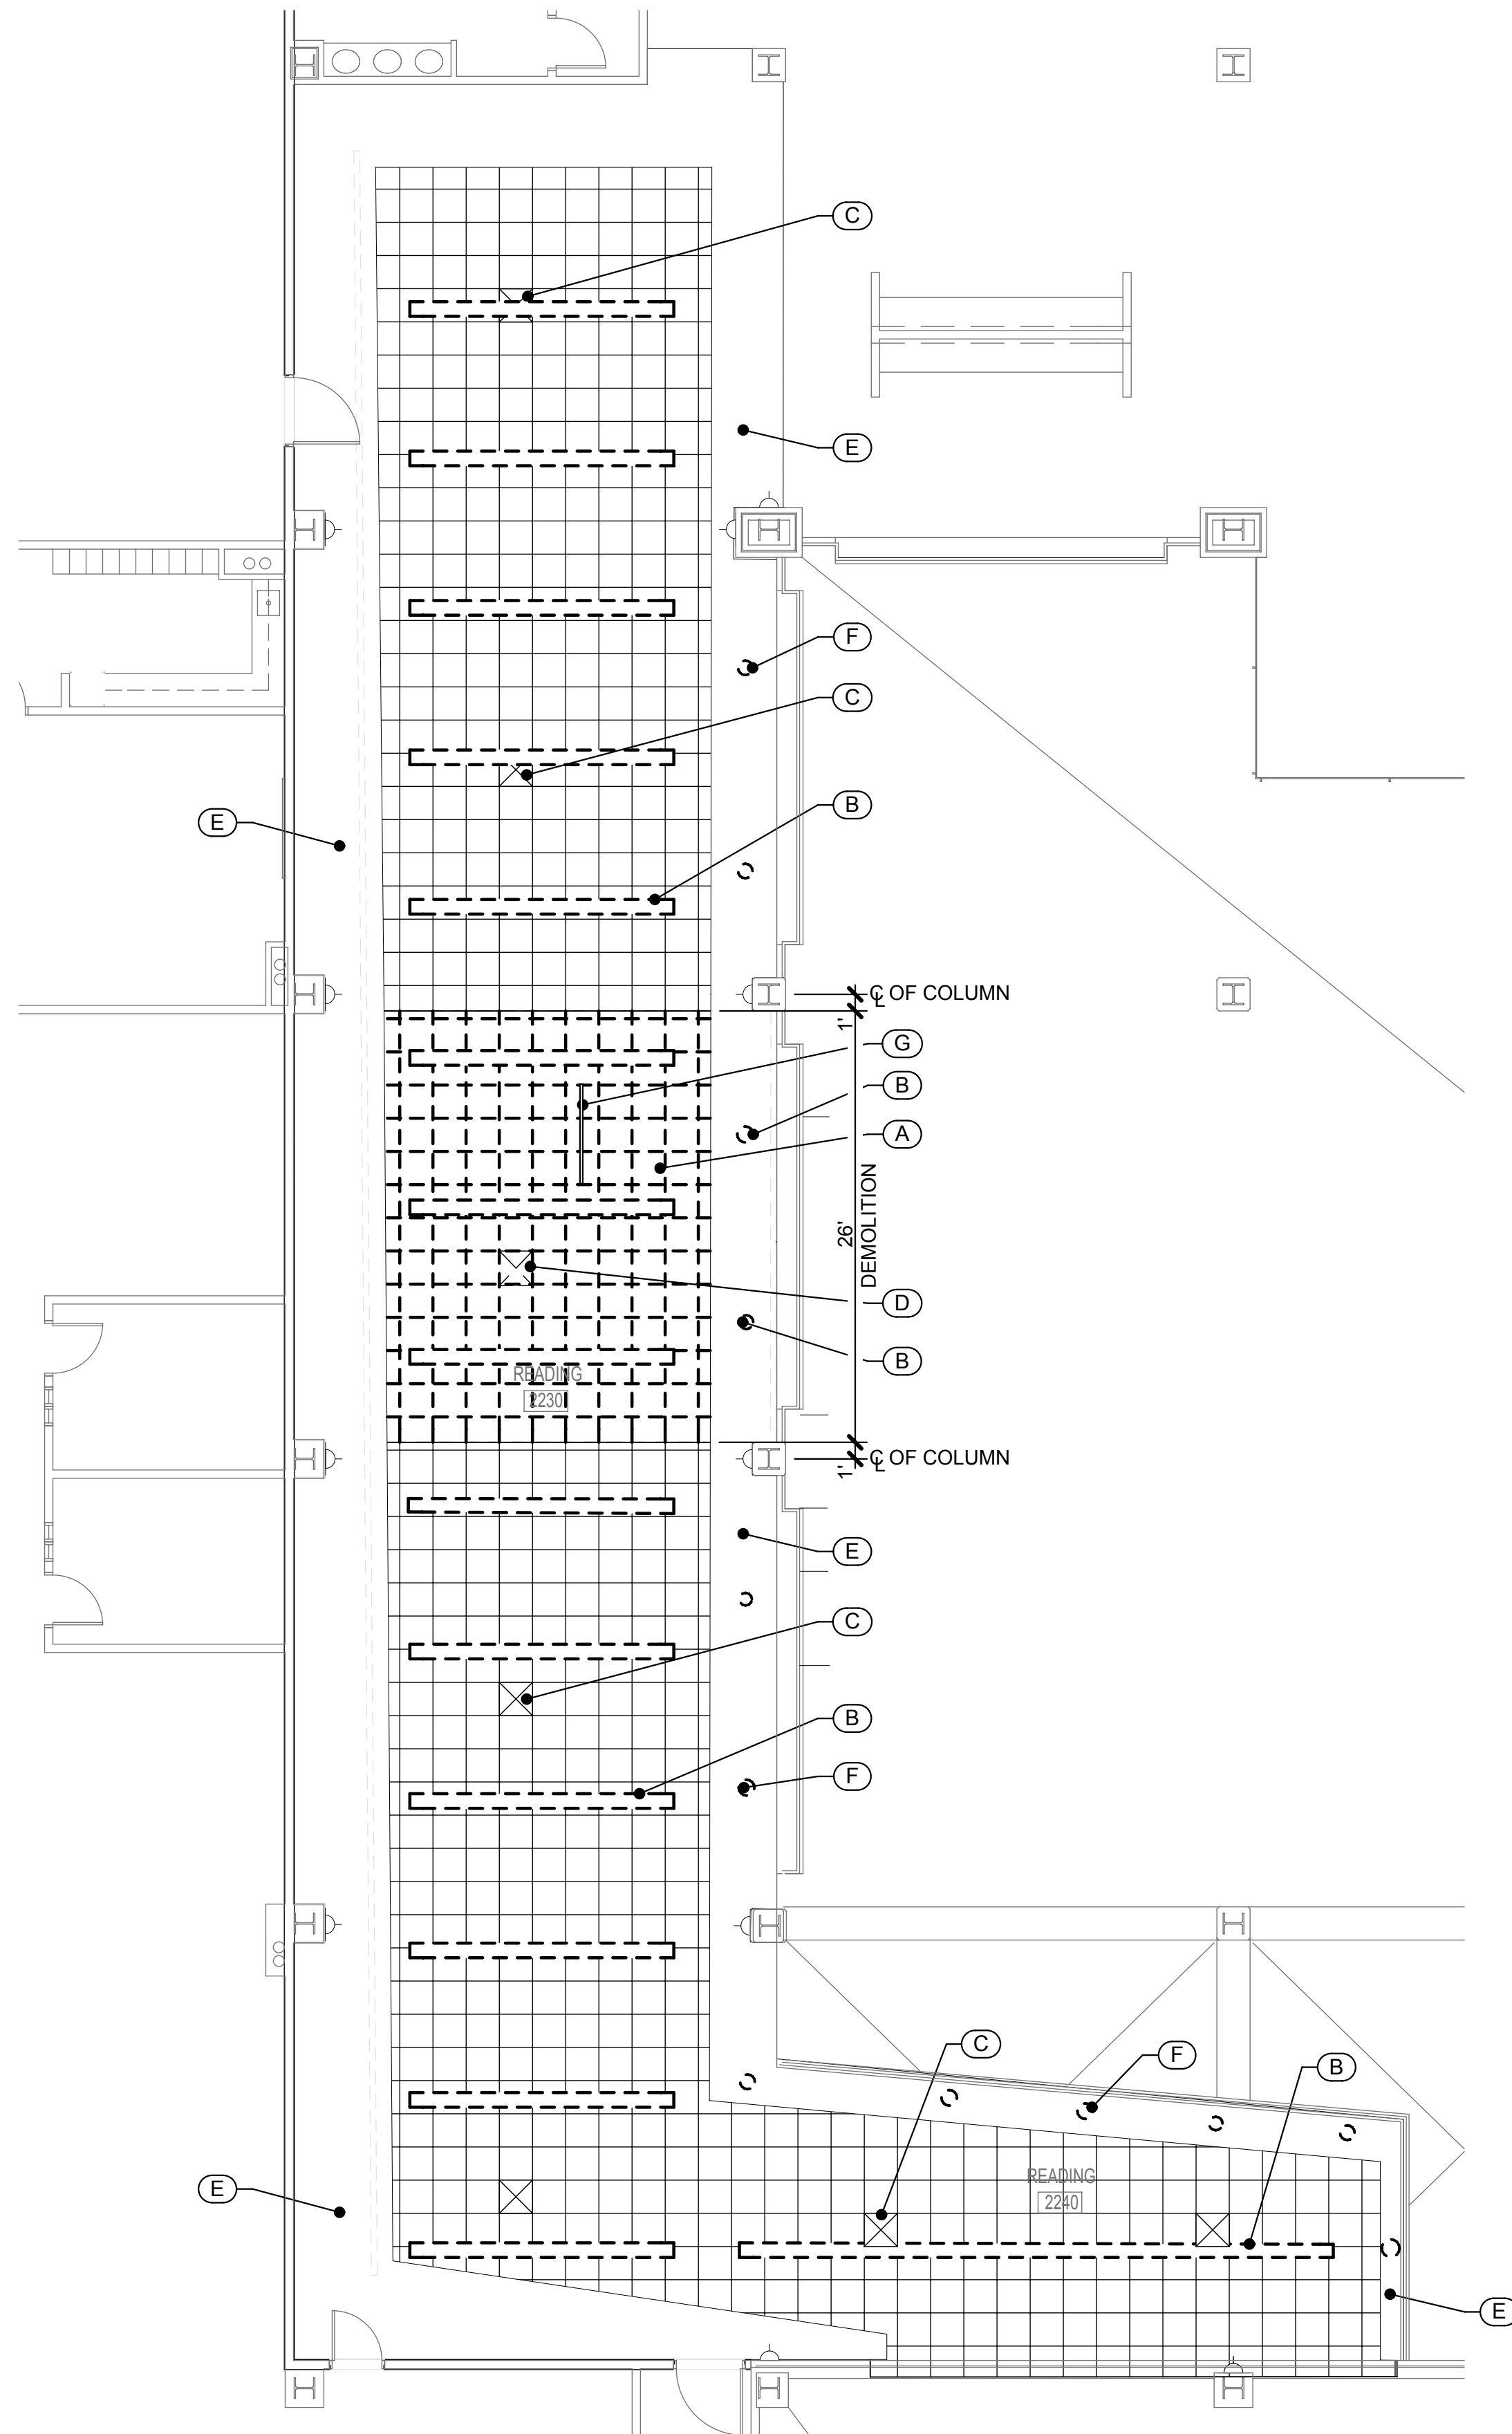 C
E
F
C
B
E
℄ OF COLUMN
1'
G
B
A
26'
DEMOLITION
D
B
READING
2230
℄ OF COLUMN
1'
E
C
B
F
C
F
B
READING
2240
E
E